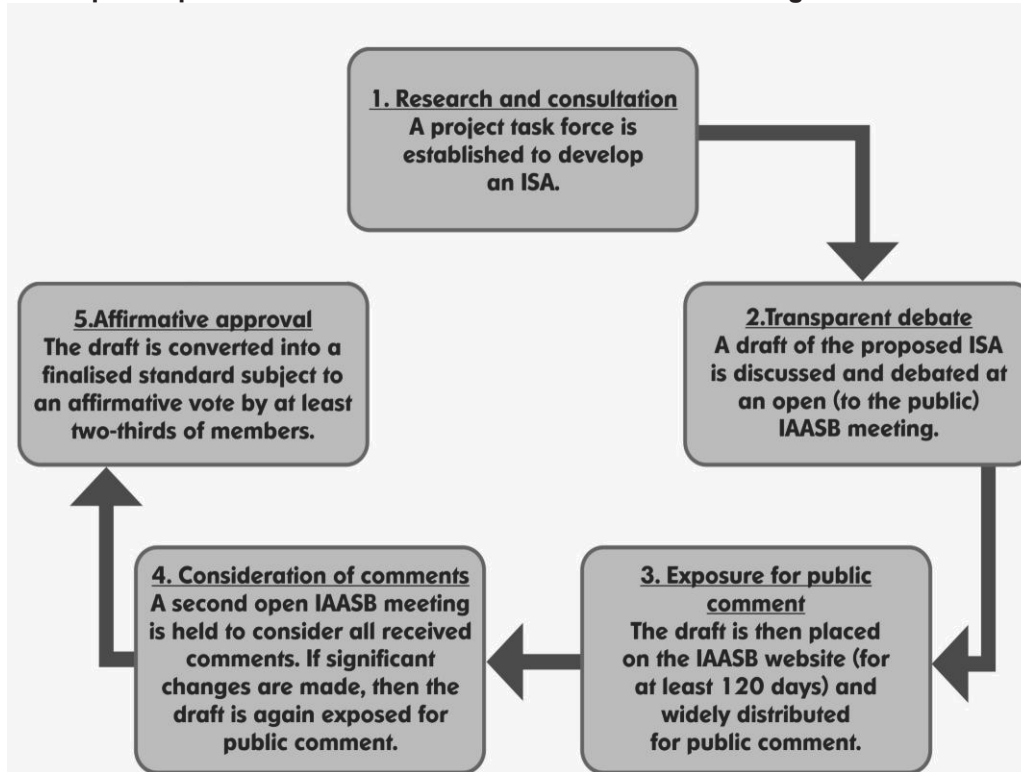 1. Research and consultation
A project task force is
established to develop
an ISA.
2.Transparent debate
A draft of the proposed ISA
is discussed and debated at
an open (to the public)
IAASB meeting.
3. Exposure for public
comment
The draft is then placed
on the IAASB website (for
at least 120 days) and
widely distributed
for public comment.
4. Consideration of comments
A second open IAASB meeting
is held to consider all received
comments. If significant
changes are made, then the
draft is again exposed for
public comment.
5.Affirmative approval
The draft is converted into a
finalised standard subject to
an affirmative vote by at least
two-thirds of members.